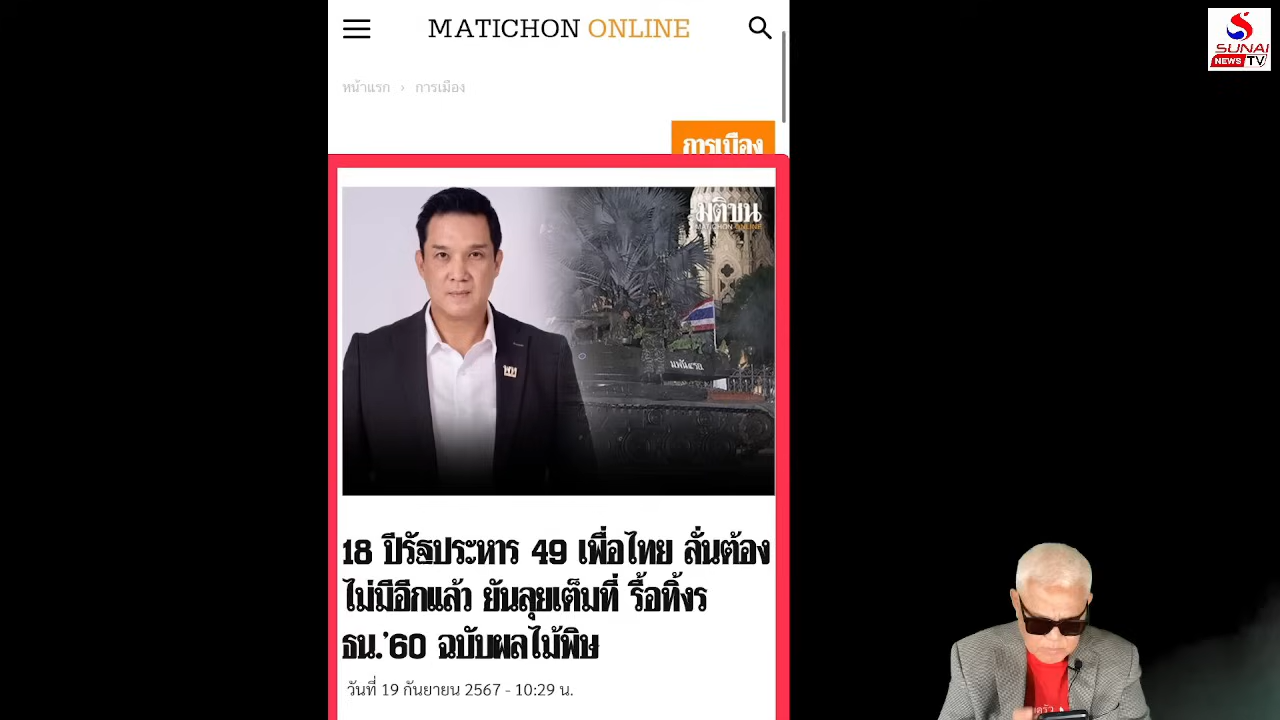 MATICHON ONLINE
SUNAI
NEWS TV
หน้าแรก › การเมือง
การเมือง
มติชน
MATICHON ONLINE
18 ปีรัฐประหาร 49 เพื่อไทย ลั่นต้อง
ไม่มีอีกแล้ว ยันลุยเต็มที่ รื้อทิ้งร
ธน.’60 ฉบับผลไม้พิษ
วันที่ 19 กันยายน 2567 - 10:29 น.